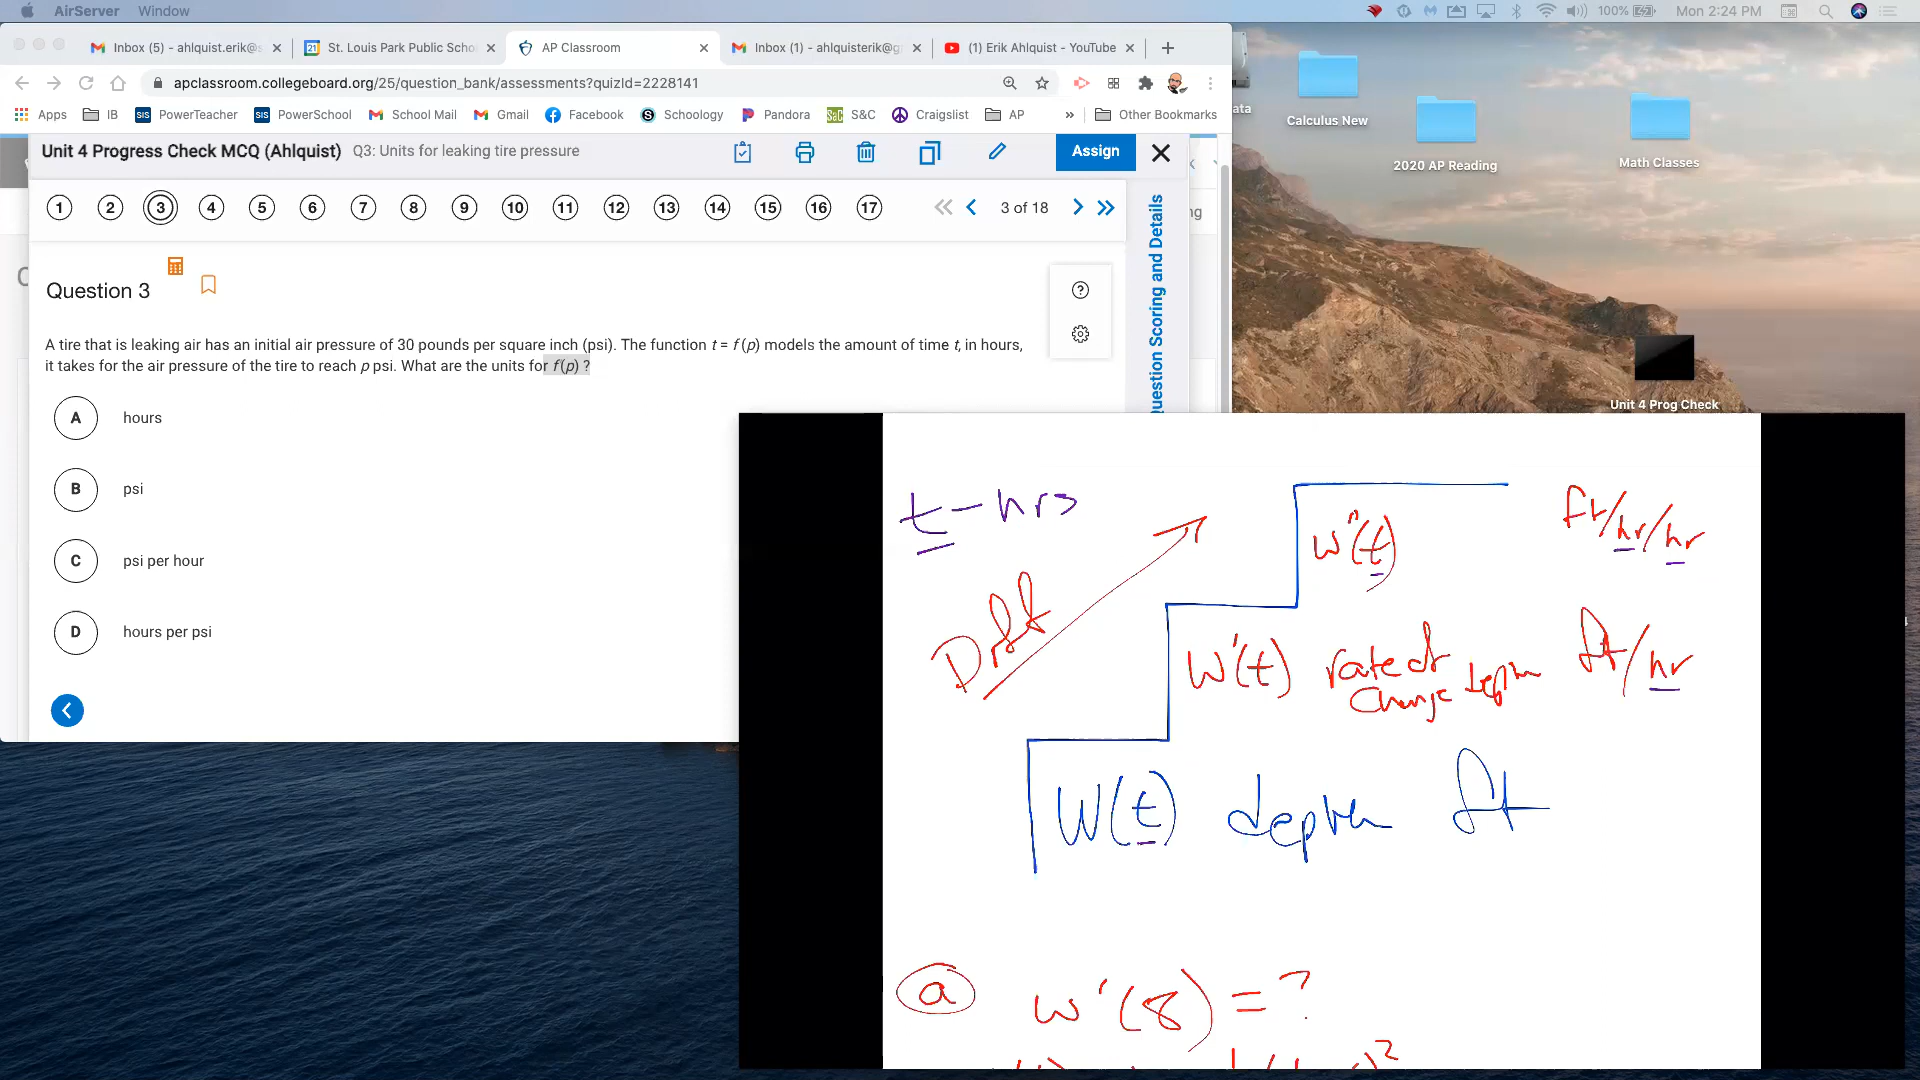 AirServer Window 100% Mon 2:24 PM
Inbox (5) - ahlquist.erik@s St. Louis Park Public Scho AP Classroom Inbox (1) - ahlquisterik@g (1) Erik Ahlquist - YouTube
apclassroom.collegeboard.org/25/question_bank/assessments?quizId=2228141
Apps IB PowerTeacher PowerSchool School Mail Gmail Facebook Schoology Pandora S&C Craigslist AP » Other Bookmarks
ata
Calculus New
2020 AP Reading
Math Classes
Unit 4 Prog Check
Unit 4 Progress Check MCQ (Ahlquist) Q3: Units for leaking tire pressure Assign
1 2 3 4 5 6 7 8 9 10 11 12 13 14 15 16 17 3 of 18
ng
Question Scoring and Details
Question 3
A tire that is leaking air has an initial air pressure of 30 pounds per square inch (psi). The function t = f(p) models the amount of time t, in hours,
it takes for the air pressure of the tire to reach p psi. What are the units for f(p) ?
A hours
B psi
C psi per hour
D hours per psi
t - hrs
W''(t) ft/hr/hr
Diff
W'(t) rate of change depth ft/hr
W(t) depth ft
a W'(8) = ?